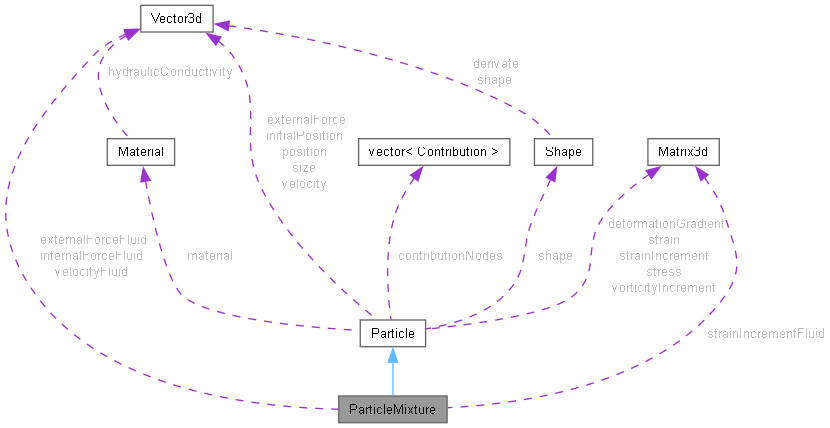 Vector3d
derivate
shape
hydraulicConductivity
externalForce
initialPosition
position
size
velocity
Material
vector< Contribution >
Shape
Matrix3d
externalForceFluid
internalForceFluid
velocityFluid
material
contributionNodes
shape
deformationGradient
strain
strainIncrement
stress
vorticityIncrement
Particle
strainIncrementFluid
ParticleMixture